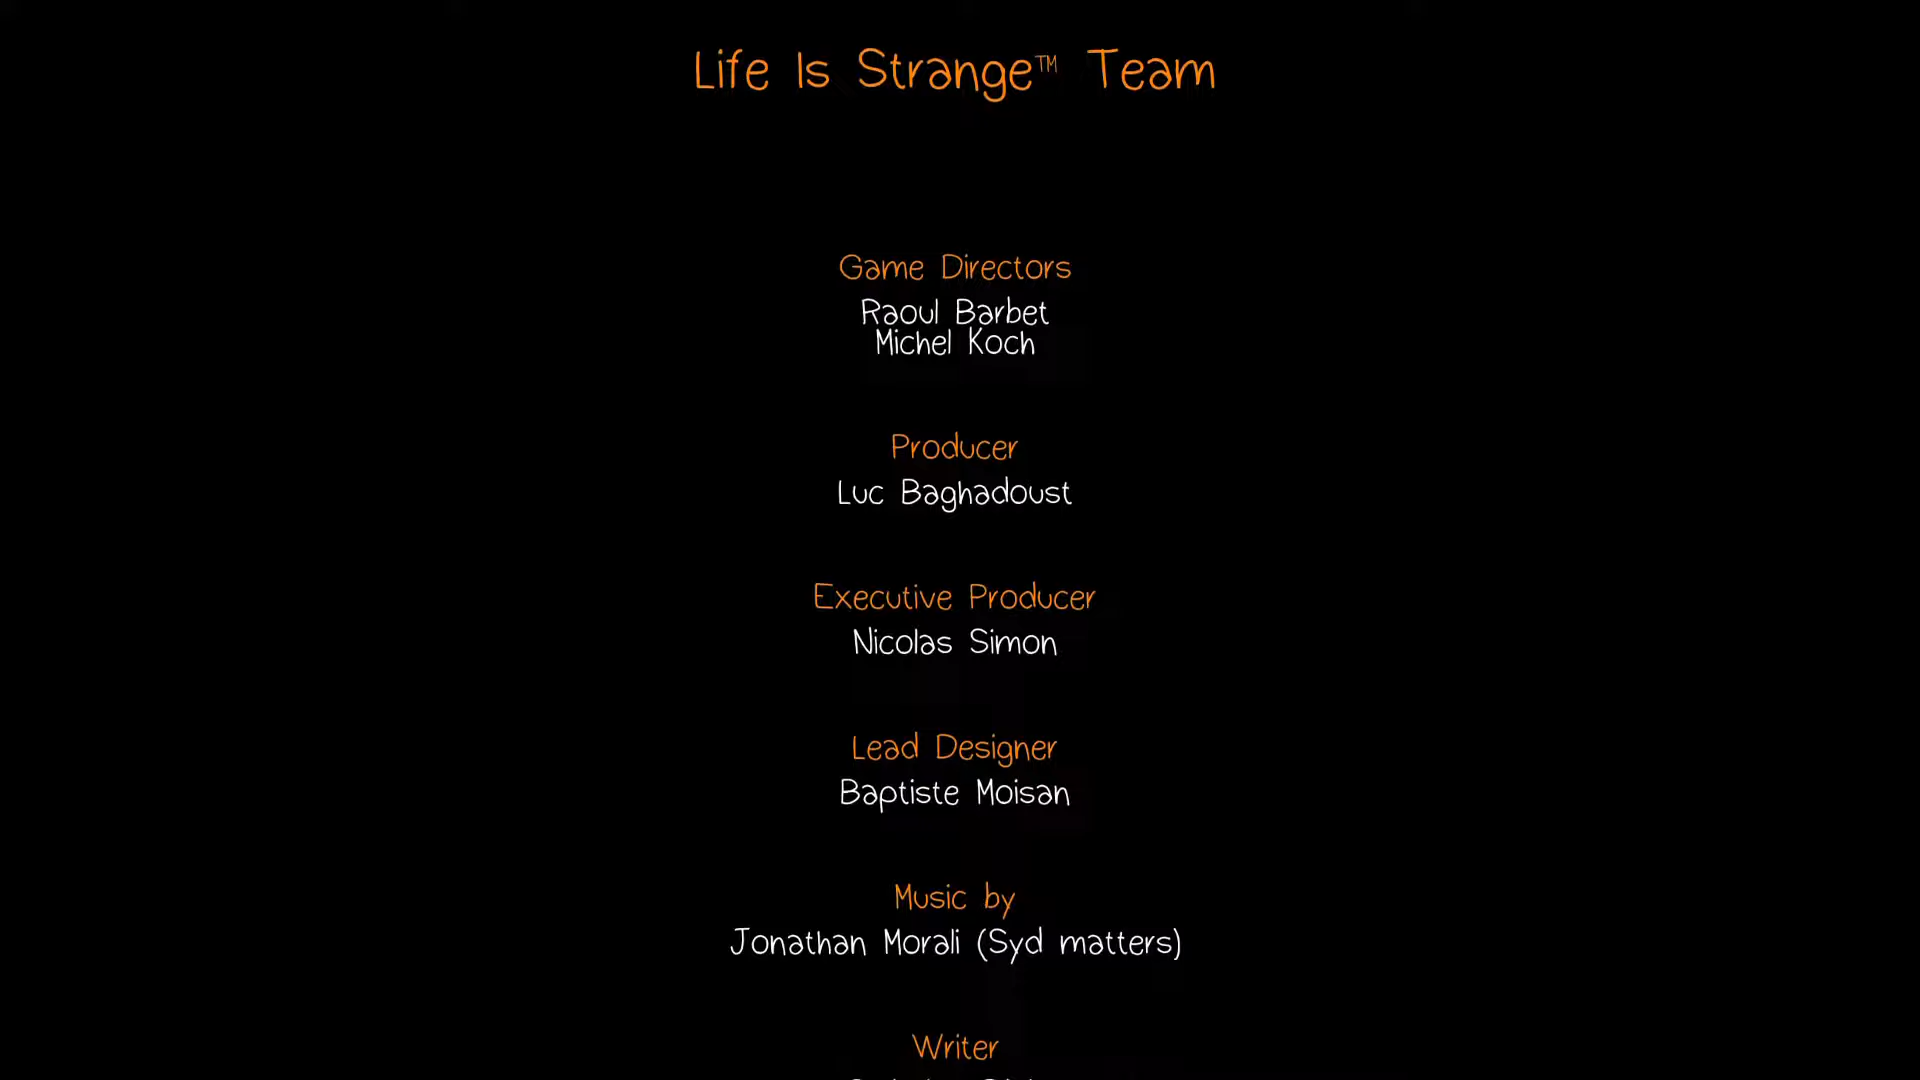 Life Is Strange™ Team
Game Directors
Raoul Barbet
Michel Koch
Producer
Luc Baghadoust
Executive Producer
Nicolas Simon
Lead Designer
Baptiste Moisan
Music by
Jonathan Morali (Syd matters)
Writer